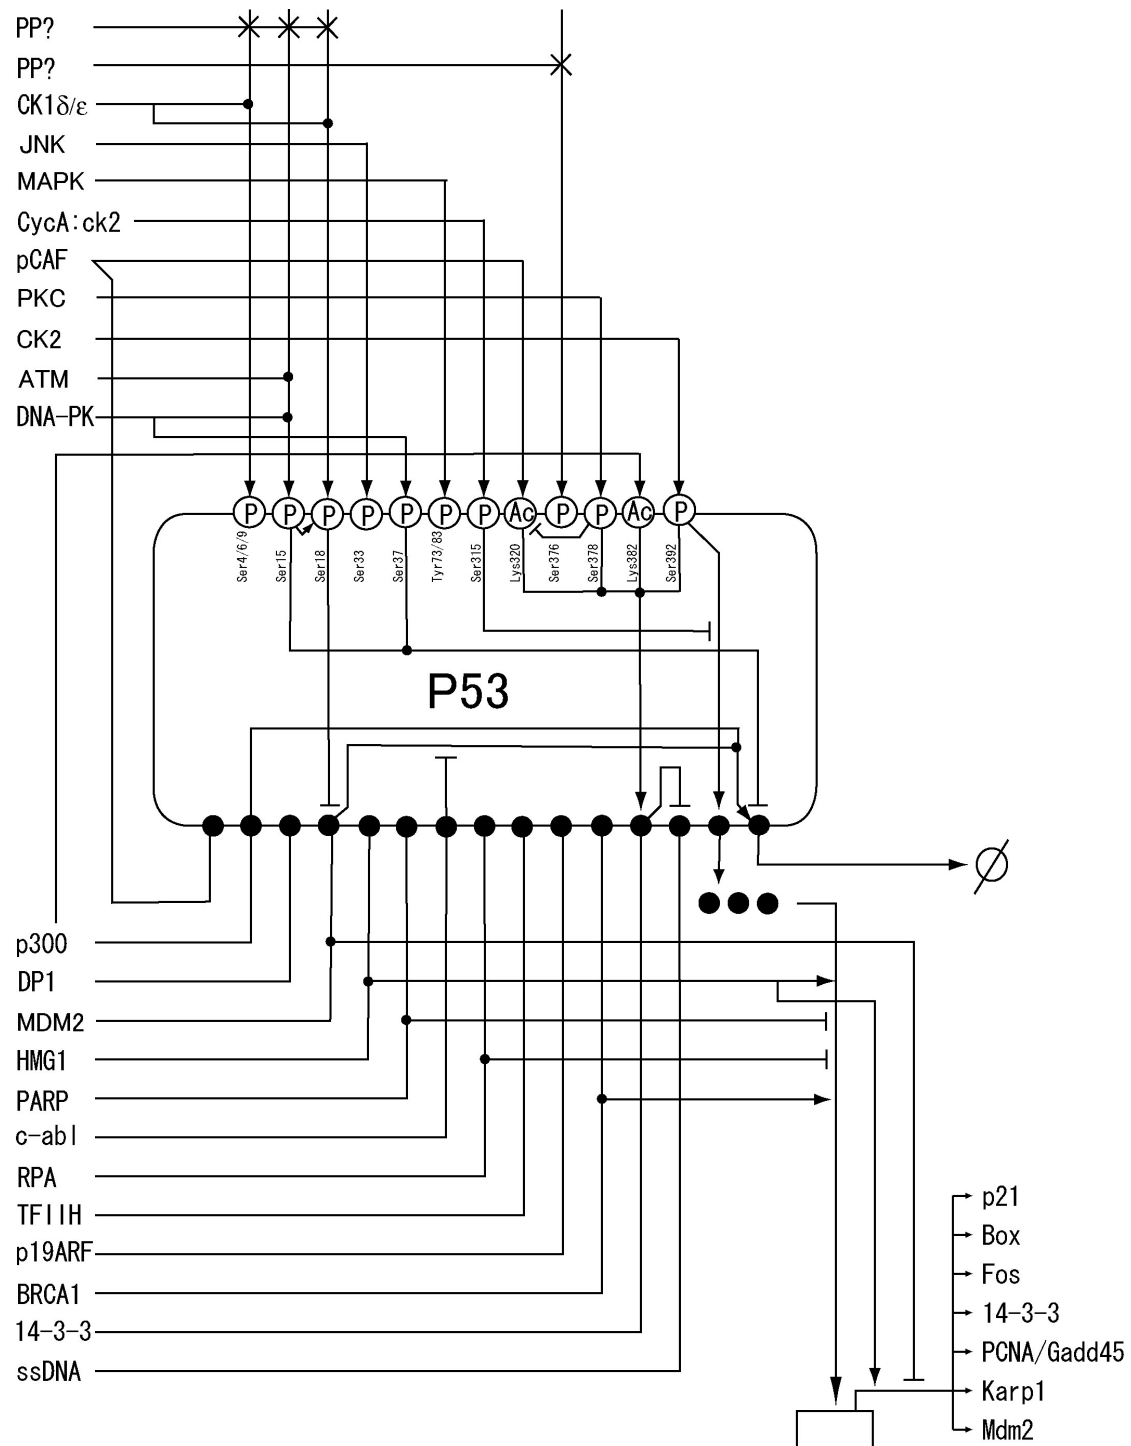 PP?
PP?
CK1δ/ε
JNK
MAPK
CycA:ck2
pCAF
PKC
CK2
ATM
DNA-PK
P P P P P P P Ac P P Ac P
Ser4/6/9
Ser15
Ser18
Ser33
Ser37
Tyr73/83
Ser315
Lys320
Ser376
Ser378
Lys382
Ser392
P53
p300
DP1
MDM2
HMG1
PARP
c-abl
RPA
TFIIH
p19ARF
BRCA1
14-3-3
ssDNA
p21
Box
Fos
14-3-3
PCNA/Gadd45
Karp1
Mdm2